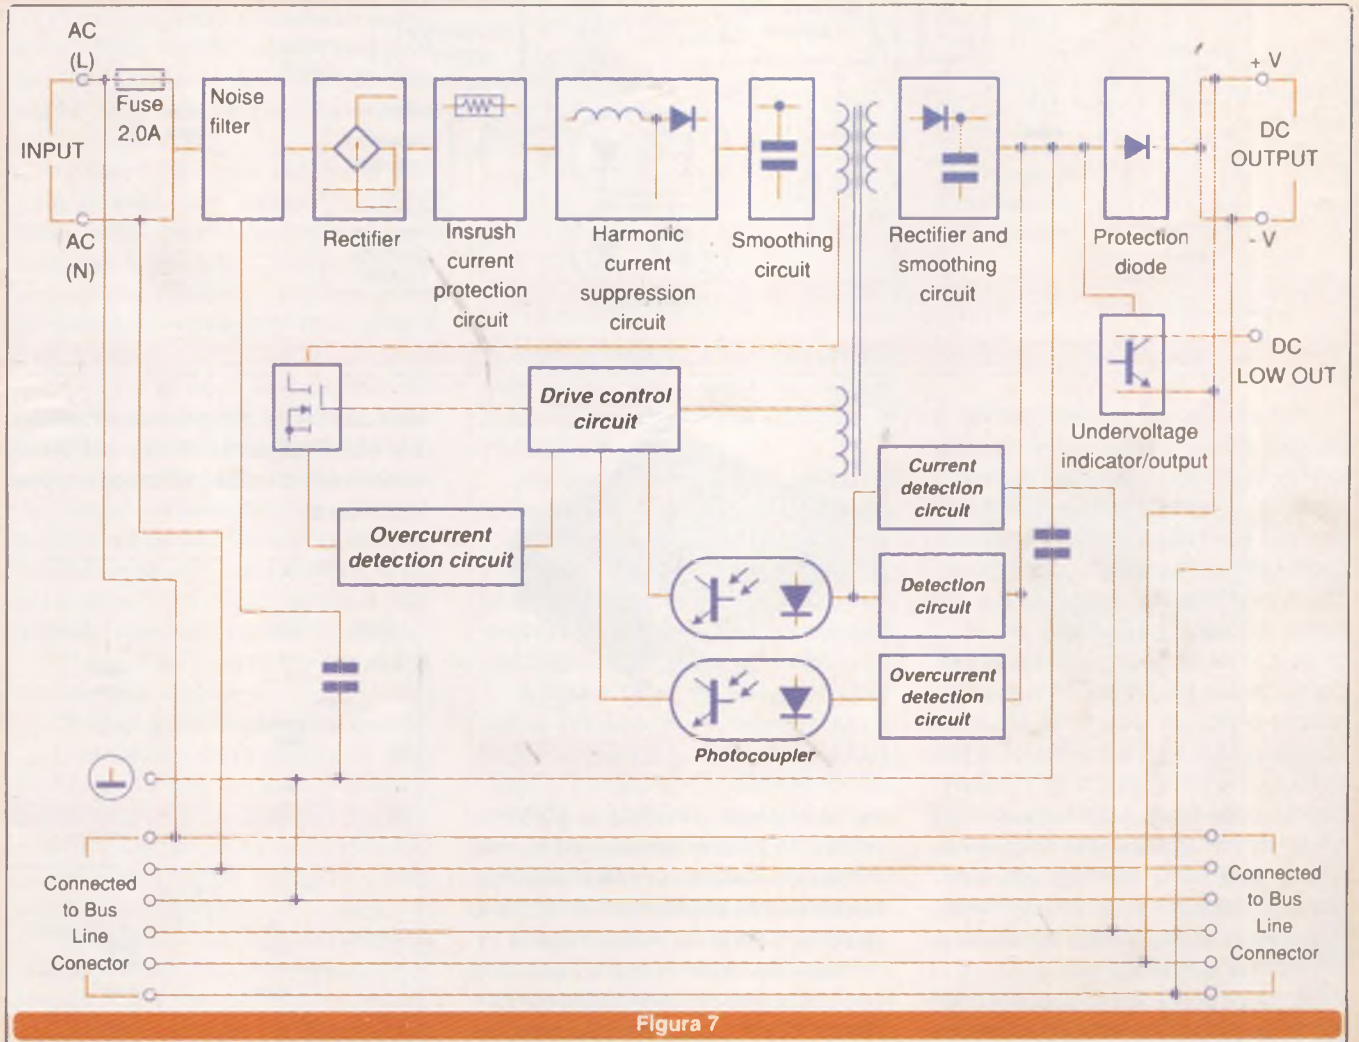 AC
(L)
Fuse
2,0A
INPUT
AC
(N)
Noise
filter
Rectifier
Insrush
current
protection
circuit
Harmonic
current
suppression
circuit
Smoothing
circuit
Rectifier and
smoothing
circuit
Protection
diode
+ V
DC
OUTPUT
- V
DC
LOW OUT
Undervoltage
indicator/output
Drive control
circuit
Overcurrent
detection circuit
Current
detection
circuit
Detection
circuit
Overcurrent
detection
circuit
Photocoupler
Connected
to Bus
Line
Conector
Connected
to Bus
Line
Connector
Figura 7